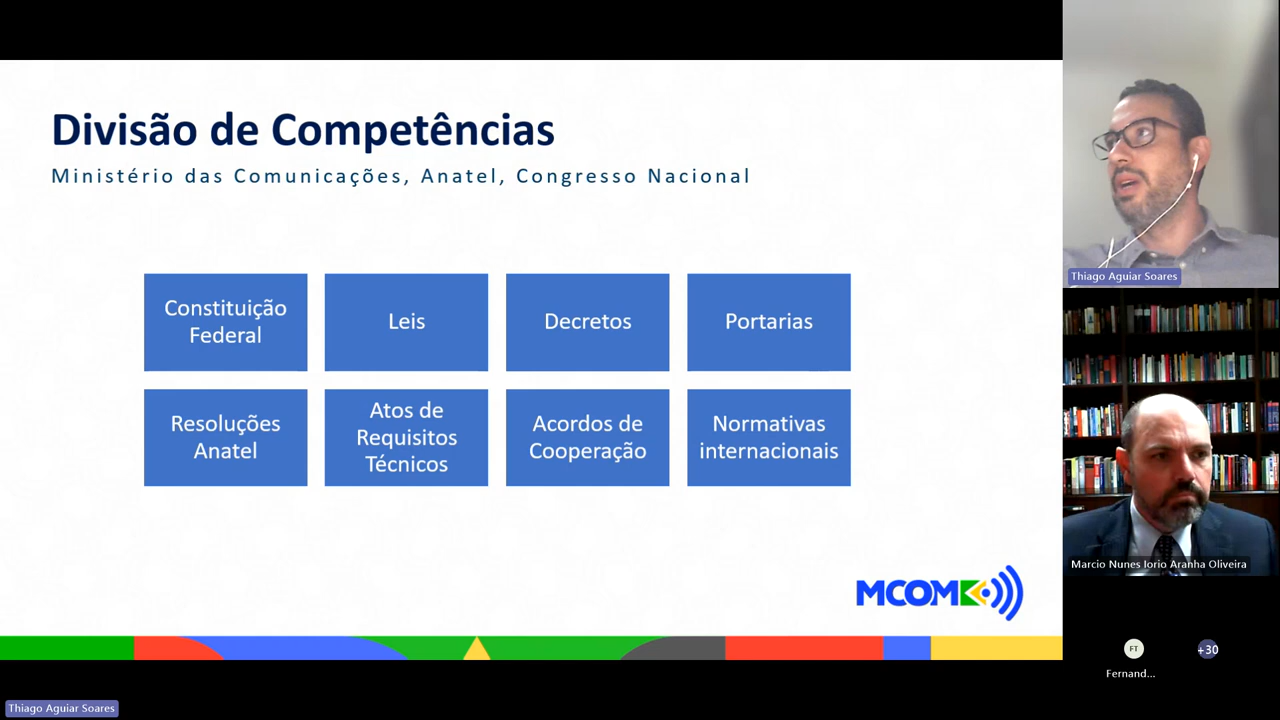 Divisão de Competências
Ministério das Comunicações, Anatel, Congresso Nacional
Constituição
Federal
Leis
Decretos
Portarias
Resoluções
Anatel
Atos de
Requisitos
Técnicos
Acordos de
Cooperação
Normativas
internacionais
MCOM
Thiago Aguiar Soares
Marcio Nunes Iorio Aranha Oliveira
FT
Fernand...
+30
Thiago Aguiar Soares